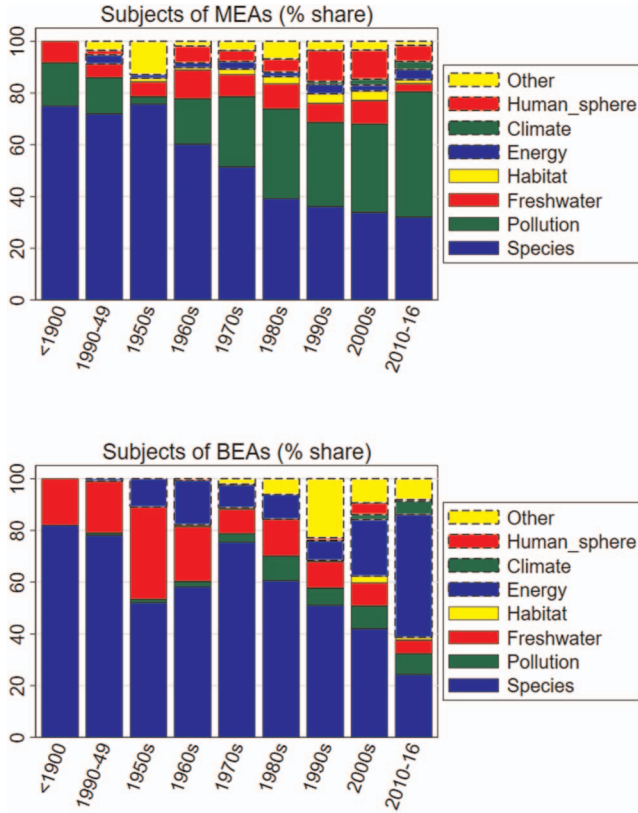 Subjects of MEAs (% share)
100
80
60
40
20
0
<1900
1990-49
1950s
1960s
1970s
1980s
1990s
2000s
2010-16
Other
Human_sphere
Climate
Energy
Habitat
Freshwater
Pollution
Species
Subjects of BEAs (% share)
100
80
60
40
20
0
<1900
1990-49
1950s
1960s
1970s
1980s
1990s
2000s
2010-16
Other
Human_sphere
Climate
Energy
Habitat
Freshwater
Pollution
Species